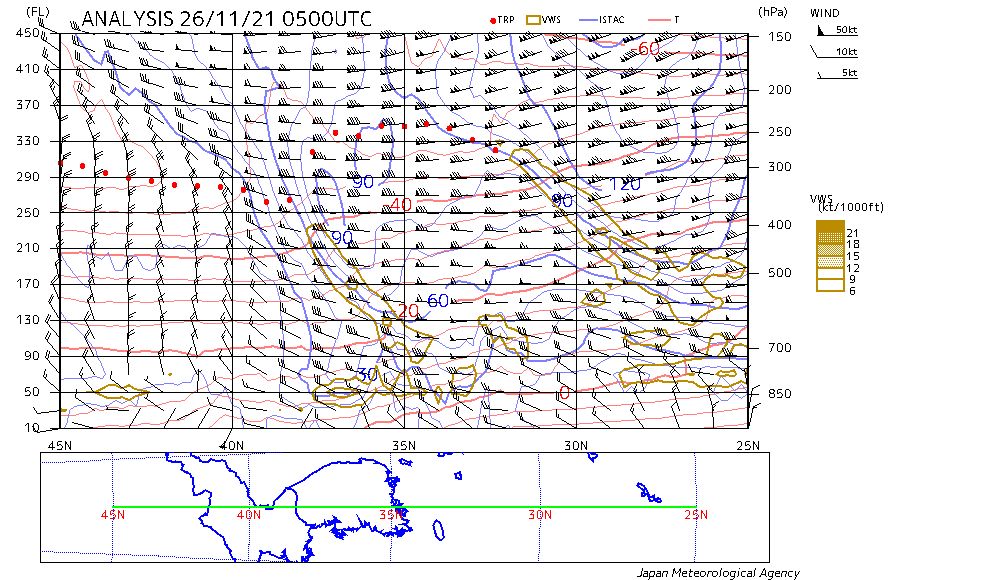 (FL) ANALYSIS 26/11/21 0500UTC TRP VWS ISTAC T (hPa) WIND
450 60 150 50kt
410 10kt
370 200 5kt
330 250
290 90 120 300
250 40 90 VWS
(kt/1000ft)
210 90 400 21
18
170 60 500 15
12
130 20 9
6
90 30 700
50 0 850
10
45N 40N 35N 30N 25N
45N 40N 35N 30N 25N
Japan Meteorological Agency